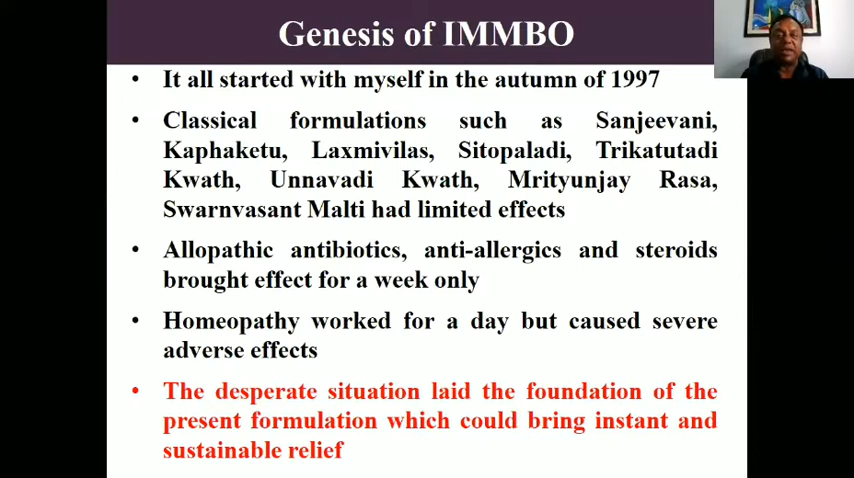 Genesis of IMMBO
• It all started with myself in the autumn of 1997
• Classical formulations such as Sanjeevani,
Kaphaketu, Laxmivilas, Sitopaladi, Trikatutadi
Kwath, Unnavadi Kwath, Mrityunjay Rasa,
Swarnvasant Malti had limited effects
• Allopathic antibiotics, anti-allergics and steroids
brought effect for a week only
• Homeopathy worked for a day but caused severe
adverse effects
• The desperate situation laid the foundation of the
present formulation which could bring instant and
sustainable relief